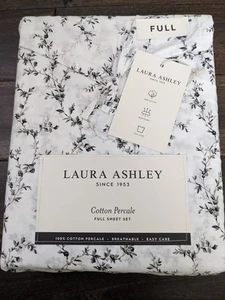 FULL
LAURA ASHLEY
LAURA ASHLEY
SINCE 1953
Cotton Percale
FULL SHEET SET
100% COTTON PERCALE - BREATHABLE - EASY CARE